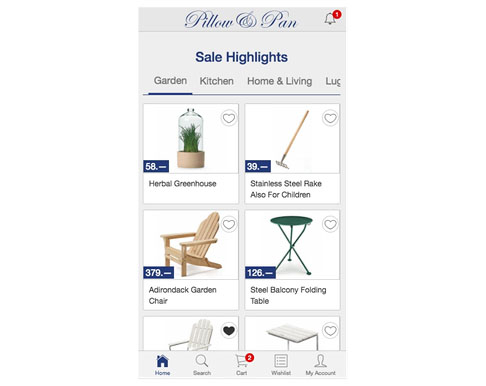 Pillow & Pan
1
Sale Highlights
Garden Kitchen Home & Living Lug
58.—
39.—
Herbal Greenhouse
Stainless Steel Rake
Also For Children
379.—
126.—
Adirondack Garden
Chair
Steel Balcony Folding
Table
2
Home Search Cart Wishlist My Account